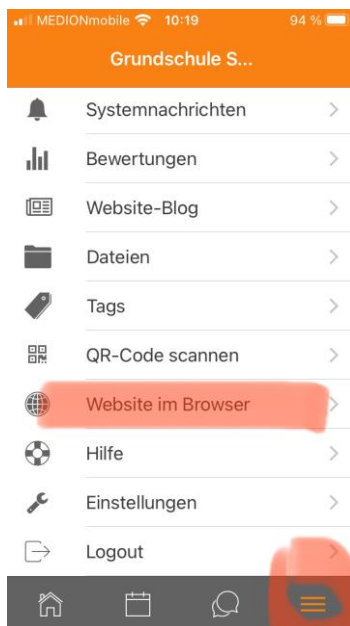 MEDIONmobile 10:19 94 %
Grundschule S...
Systemnachrichten
Bewertungen
Website-Blog
Dateien
Tags
QR-Code scannen
Website im Browser
Hilfe
Einstellungen
Logout